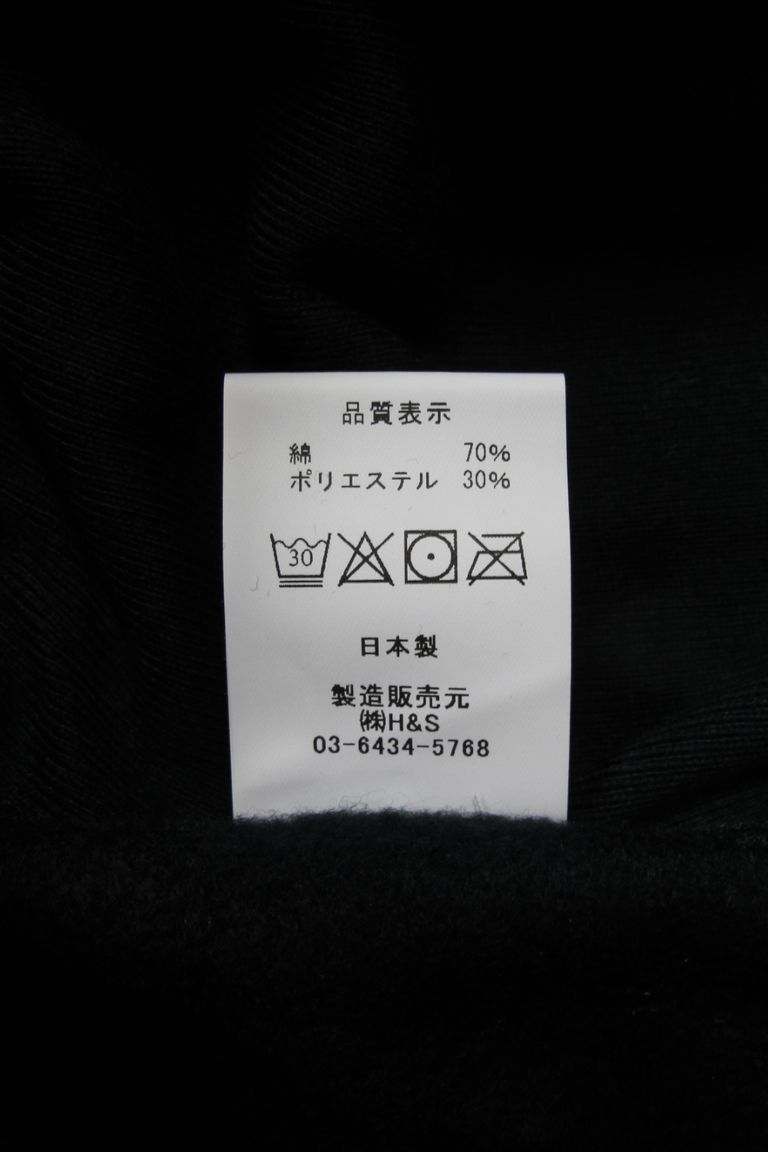 品質表示
綿 70%
ポリエステル 30%
30
日本製
製造販売元
㈱H&S
03-6434-5768